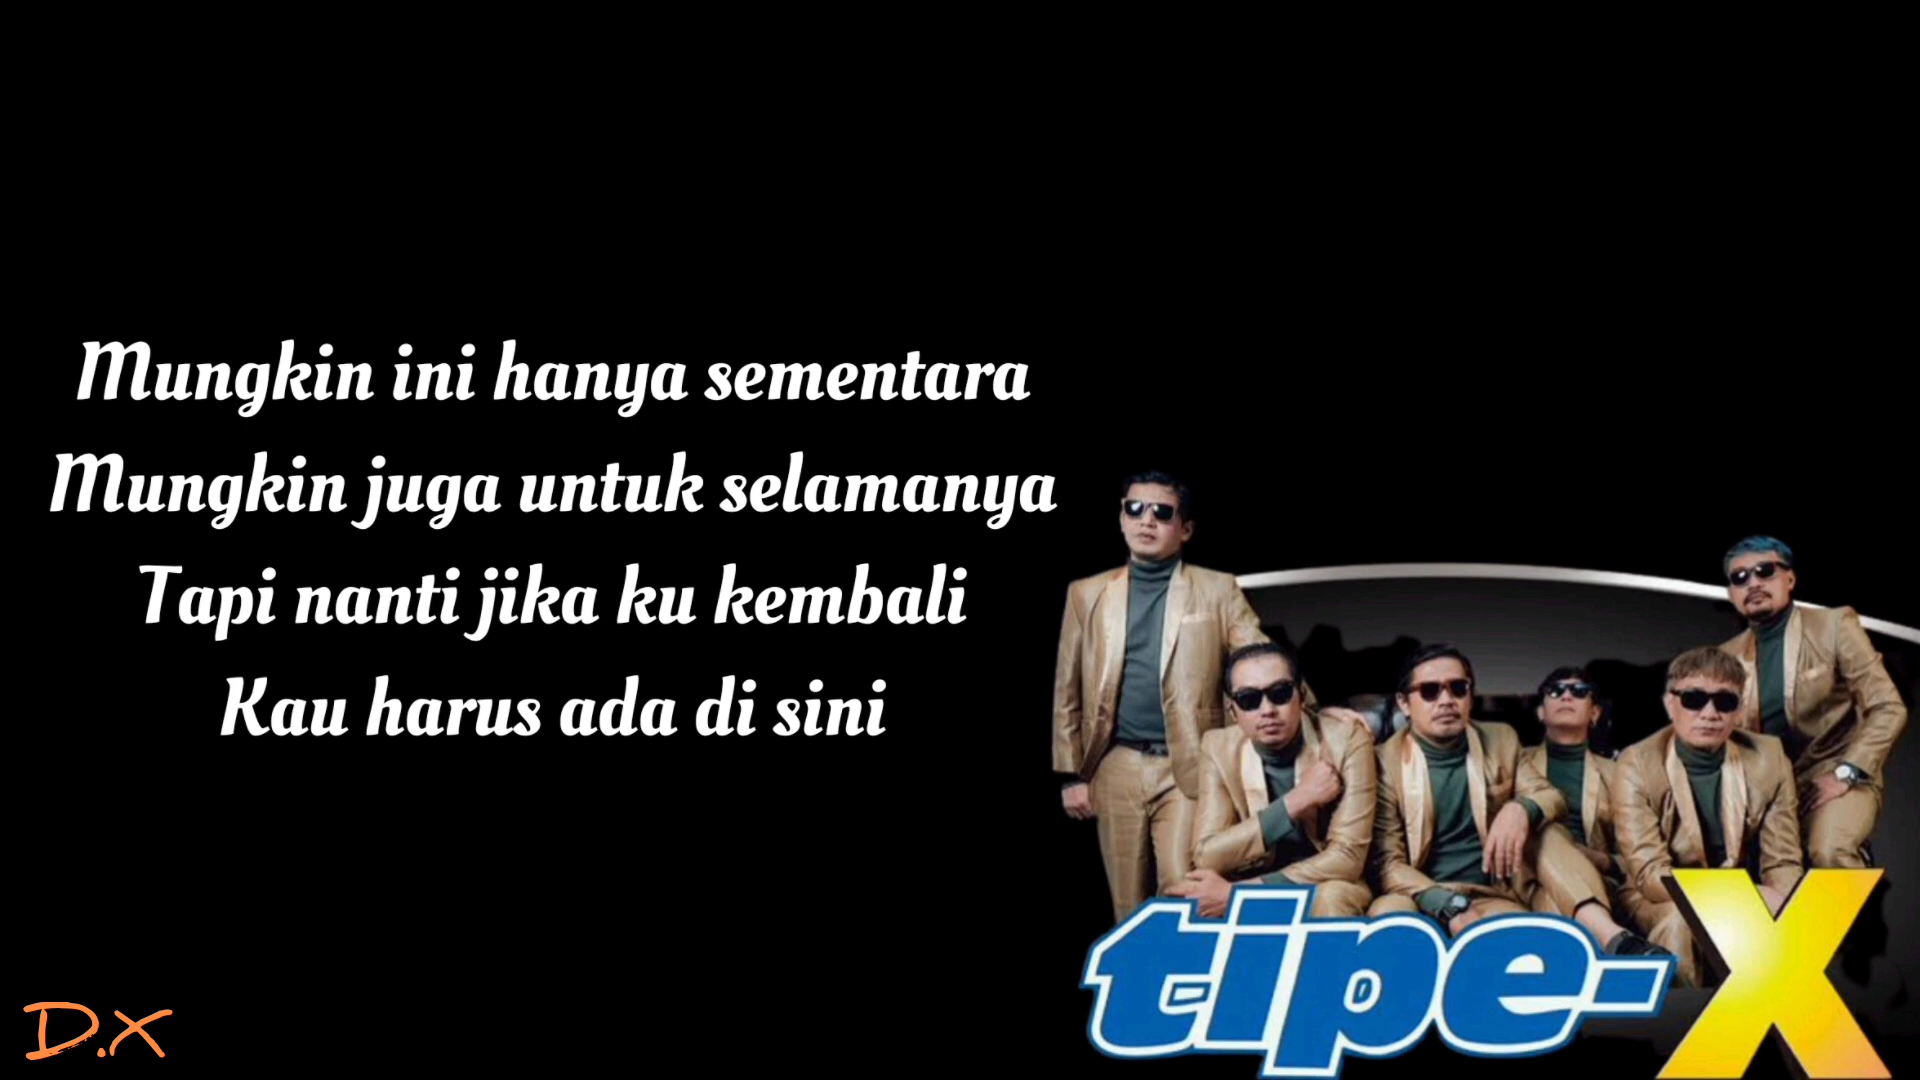 Mungkin ini hanya sementara
Mungkin juga untuk selamanya
Tapi nanti jika ku kembali
Kau harus ada di sini
tipe-X
D.X